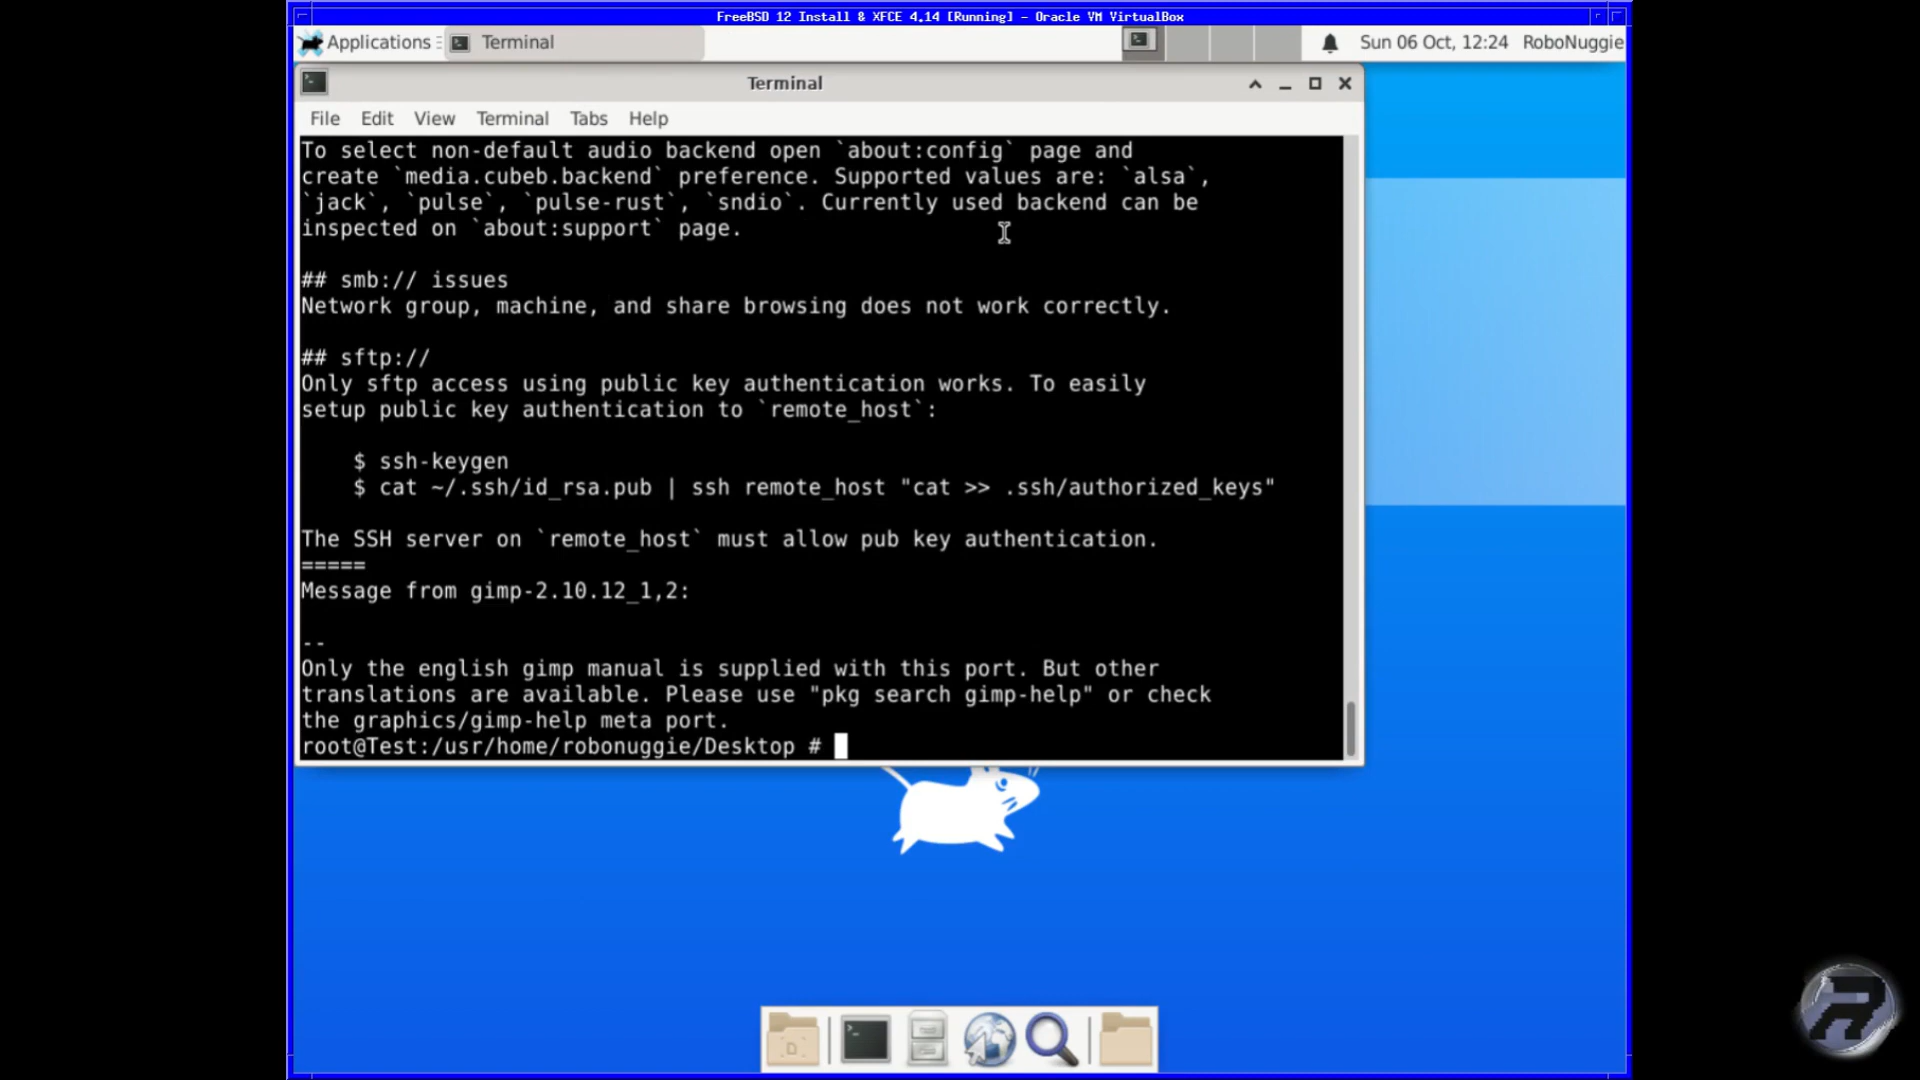 FreeBSD 12 Install & XFCE 4.14 [Running] - Oracle VM VirtualBox
Applications Terminal Sun 06 Oct, 12:24 RoboNuggie
Terminal
File Edit View Terminal Tabs Help
To select non-default audio backend open `about:config` page and
create `media.cubeb.backend` preference. Supported values are: `alsa`,
`jack`, `pulse`, `pulse-rust`, `sndio`. Currently used backend can be
inspected on `about:support` page.
## smb:// issues
Network group, machine, and share browsing does not work correctly.
## sftp://
Only sftp access using public key authentication works. To easily
setup public key authentication to `remote_host`:
$ ssh-keygen
$ cat ~/.ssh/id_rsa.pub | ssh remote_host "cat >> .ssh/authorized_keys"
The SSH server on `remote_host` must allow pub key authentication.
=====
Message from gimp-2.10.12_1,2:
--
Only the english gimp manual is supplied with this port. But other
translations are available. Please use "pkg search gimp-help" or check
the graphics/gimp-help meta port.
root@Test:/usr/home/robonuggie/Desktop #